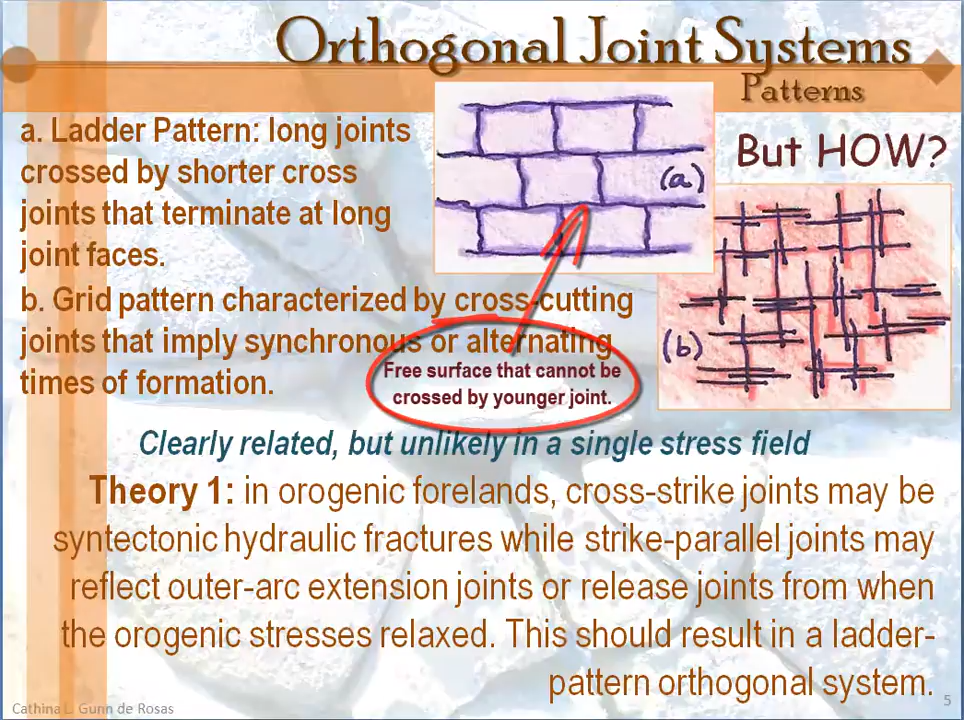 Orthogonal Joint Systems
Patterns
a. Ladder Pattern: long joints
crossed by shorter cross
joints that terminate at long
joint faces.
(a)
But HOW?
b. Grid pattern characterized by cross-cutting
joints that imply synchronous or alternating
times of formation.
(b)
Free surface that cannot be
crossed by younger joint.
Clearly related, but unlikely in a single stress field
Theory 1: in orogenic forelands, cross-strike joints may be
syntectonic hydraulic fractures while strike-parallel joints may
reflect outer-arc extension joints or release joints from when
the orogenic stresses relaxed. This should result in a ladder-
pattern orthogonal system.
Cathina L. Gunn de Rosas
5